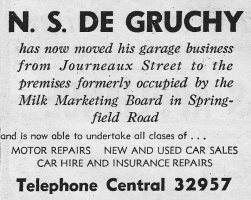 N. S. DE GRUCHY
has now moved his garage business
from Journeaux Street to the
premises formerly occupied by the
Milk Marketing Board in Spring-
field Road
and is now able to undertake all clases of . . .
MOTOR REPAIRS NEW AND USED CAR SALES
CAR HIRE AND INSURANCE REPAIRS
Telephone Central 32957